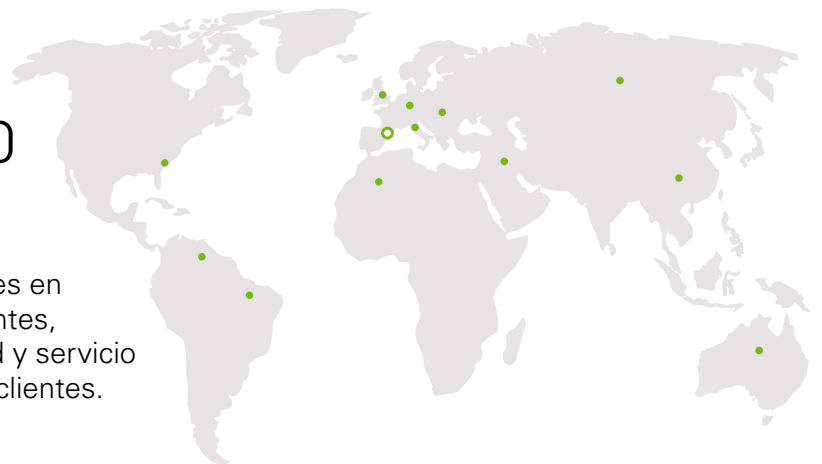 es en
ntes,
d y servicio
clientes.